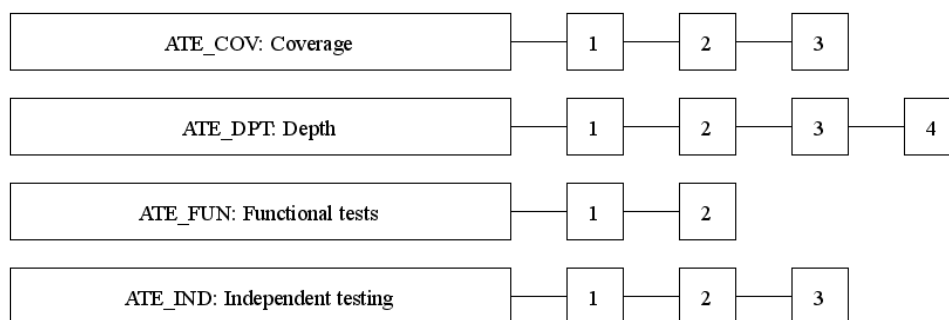 ATE_COV: Coverage 1 2 3
ATE_DPT: Depth 1 2 3 4
ATE_FUN: Functional tests 1 2
ATE_IND: Independent testing 1 2 3